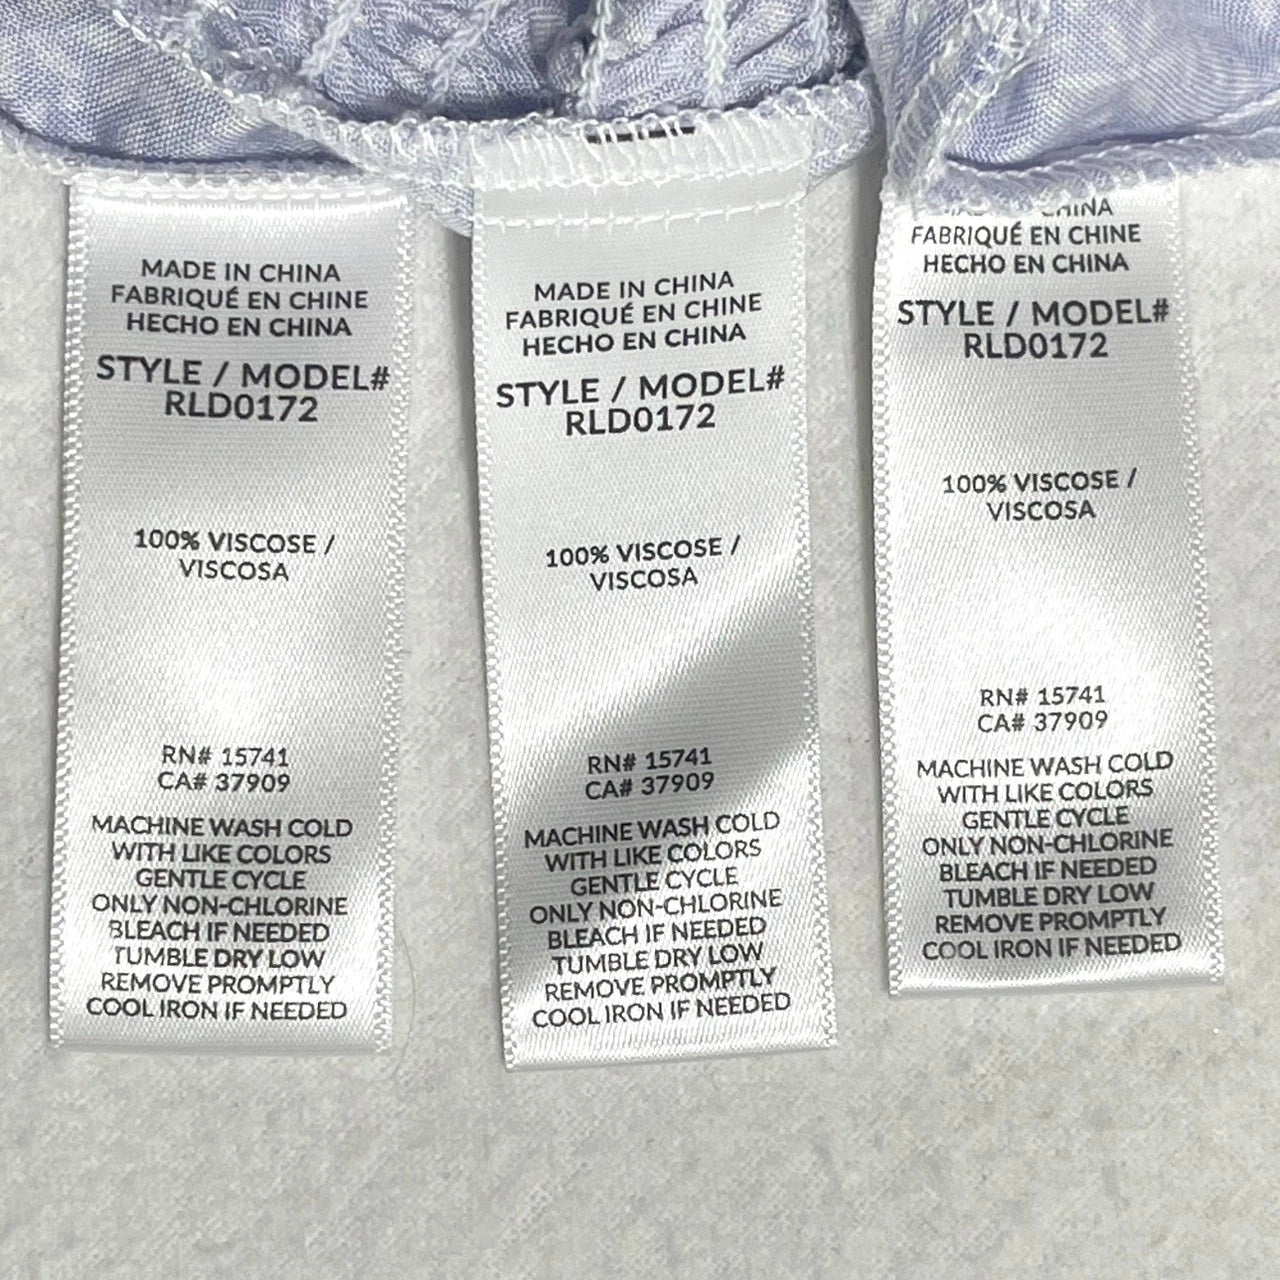 MADE IN CHINA
FABRIQUÉ EN CHINE
HECHO EN CHINA
STYLE / MODEL#
RLD0172
100% VISCOSE /
VISCOSA
RN# 15741
CA# 37909
MACHINE WASH COLD
WITH LIKE COLORS
GENTLE CYCLE
ONLY NON-CHLORINE
BLEACH IF NEEDED
TUMBLE DRY LOW
REMOVE PROMPTLY
COOL IRON IF NEEDED
MADE IN CHINA
FABRIQUÉ EN CHINE
HECHO EN CHINA
STYLE / MODEL#
RLD0172
100% VISCOSE /
VISCOSA
RN# 15741
CA# 37909
MACHINE WASH COLD
WITH LIKE COLORS
GENTLE CYCLE
ONLY NON-CHLORINE
BLEACH IF NEEDED
TUMBLE DRY LOW
REMOVE PROMPTLY
COOL IRON IF NEEDED
CHINA
FABRIQUÉ EN CHINE
HECHO EN CHINA
STYLE / MODEL#
RLD0172
100% VISCOSE /
VISCOSA
RN# 15741
CA# 37909
MACHINE WASH COLD
WITH LIKE COLORS
GENTLE CYCLE
ONLY NON-CHLORINE
BLEACH IF NEEDED
TUMBLE DRY LOW
REMOVE PROMPTLY
COOL IRON IF NEEDED